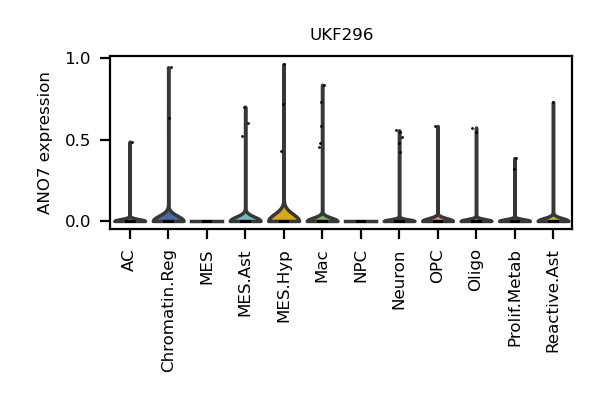 UKF296
ANO7 expression
1.0
0.5
0.0
AC
Chromatin.Reg
MES
MES.Ast
MES.Hyp
Mac
NPC
Neuron
OPC
Oligo
Prolif.Metab
Reactive.Ast